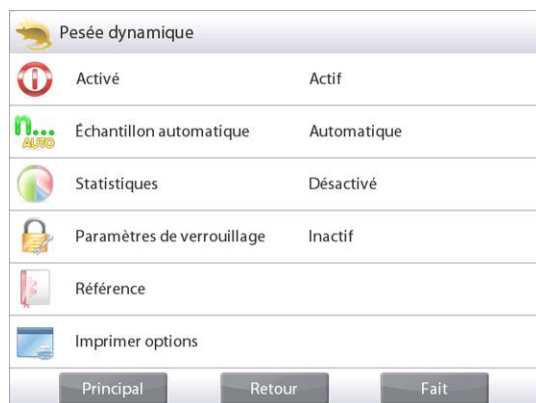 Pesée dynamique
Activé Actif
n... AUTO Échantillon automatique Automatique
Statistiques Désactivé
Paramètres de verrouillage Inactif
Référence
Imprimer options
Principal Retour Fait